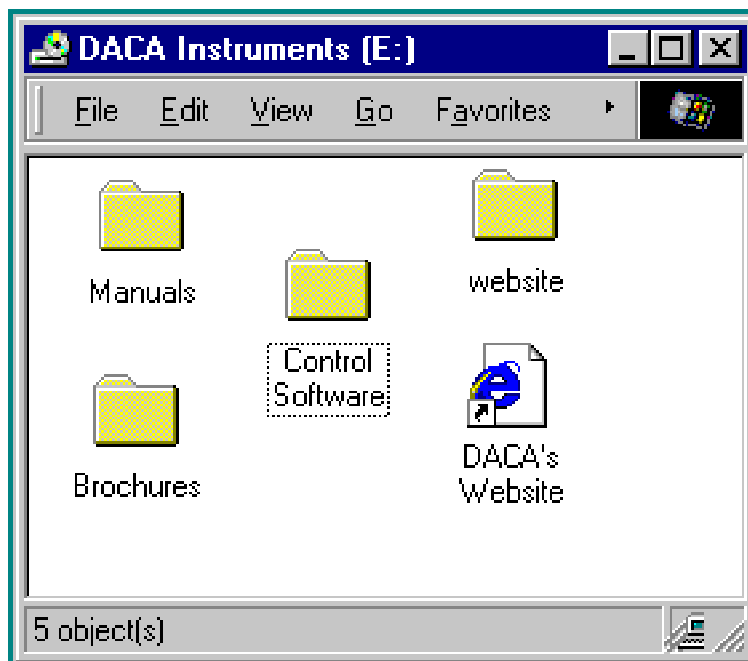 DACA Instruments (E:)
File Edit View Go Favorites
Manuals
website
Control
Software
Brochures
DACA's
Website
5 object(s)